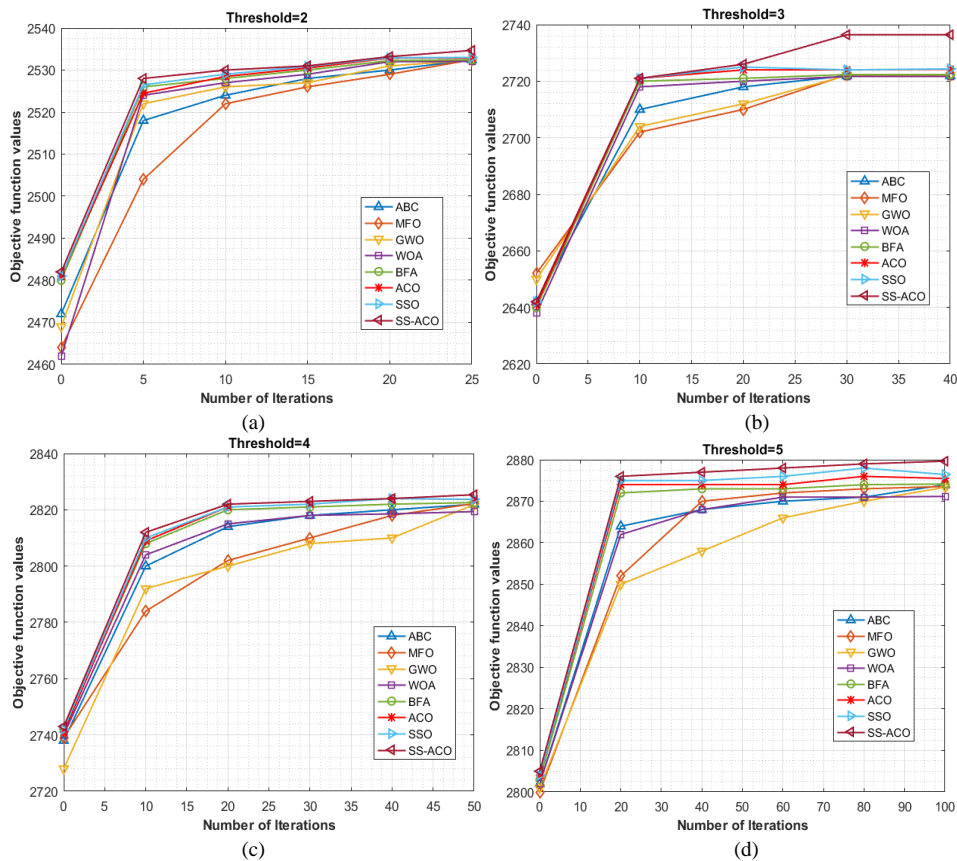 Threshold=2
Objective function values
2540
2530
2520
2510
2500
2490
2480
2470
2460
0 5 10 15 20 25
Number of Iterations
ABC
MFO
GWO
WOA
BFA
ACO
SSO
SS-ACO
(a)
Threshold=3
Objective function values
2740
2720
2700
2680
2660
2640
2620
0 5 10 15 20 25 30 35 40
Number of Iterations
ABC
MFO
GWO
WOA
BFA
ACO
SSO
SS-ACO
(b)
Threshold=4
Objective function values
2840
2820
2800
2780
2760
2740
2720
0 5 10 15 20 25 30 35 40 45 50
Number of Iterations
ABC
MFO
GWO
WOA
BFA
ACO
SSO
SS-ACO
(c)
Threshold=5
Objective function values
2880
2870
2860
2850
2840
2830
2820
2810
2800
0 10 20 30 40 50 60 70 80 90 100
Number of Iterations
ABC
MFO
GWO
WOA
BFA
ACO
SSO
SS-ACO
(d)